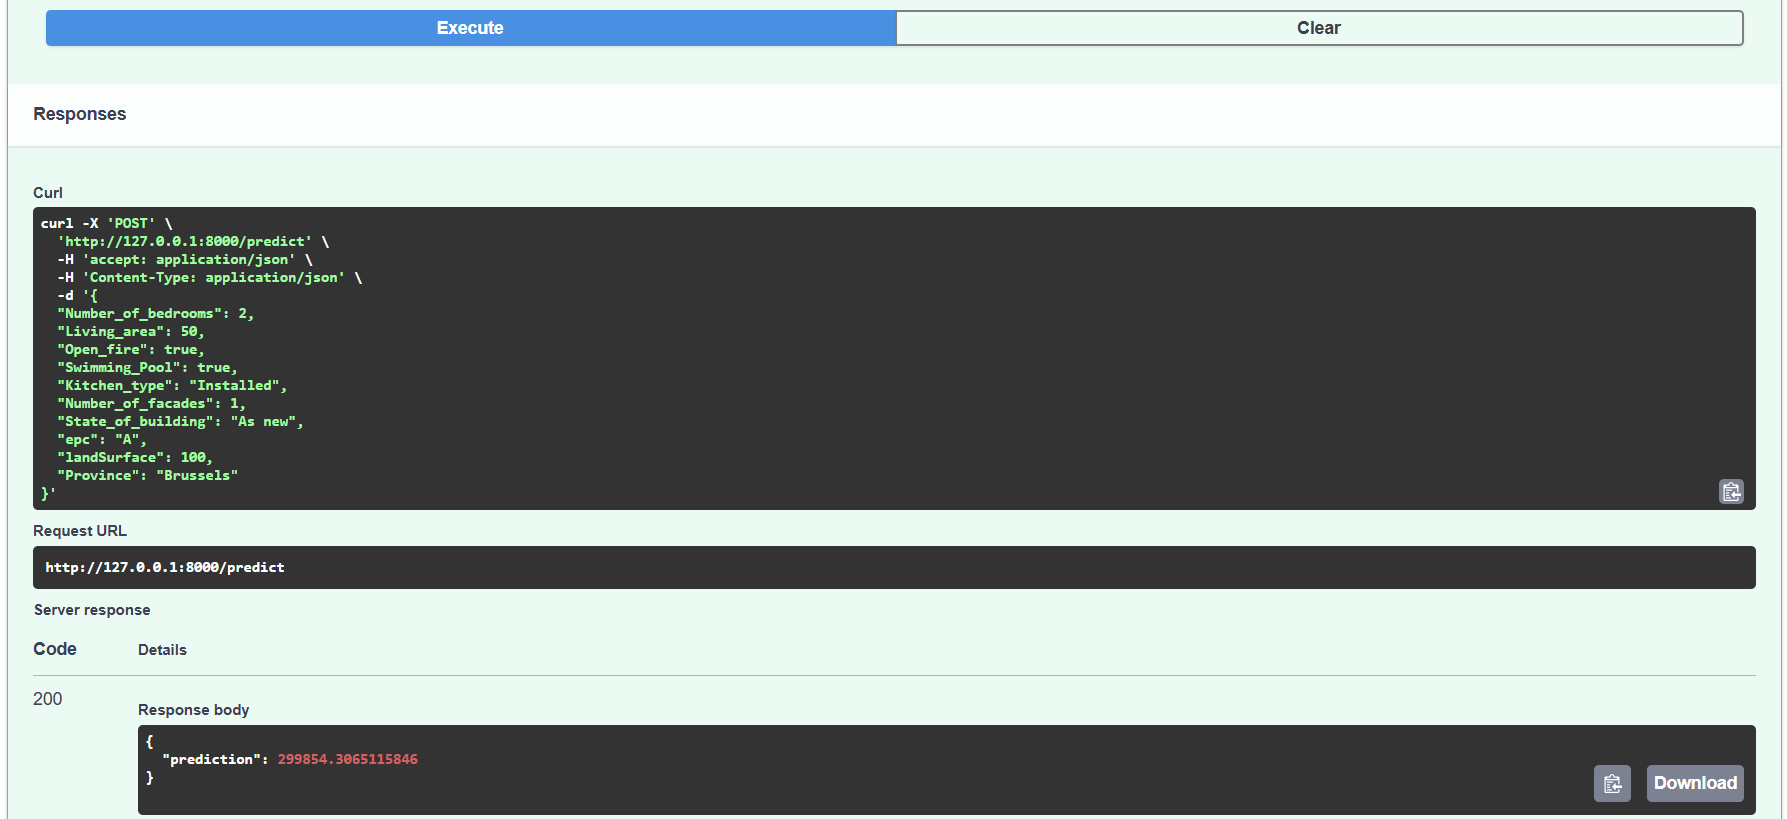 Execute
Clear
Responses
Curl
curl -X 'POST' \
  'http://127.0.0.1:8000/predict' \
  -H 'accept: application/json' \
  -H 'Content-Type: application/json' \
  -d '{
  "Number_of_bedrooms": 2,
  "Living_area": 50,
  "Open_fire": true,
  "Swimming_Pool": true,
  "Kitchen_type": "Installed",
  "Number_of_facades": 1,
  "State_of_building": "As new",
  "epc": "A",
  "landSurface": 100,
  "Province": "Brussels"
}'
Request URL
http://127.0.0.1:8000/predict
Server response
Code Details
200
Response body
{
  "prediction": 299854.3065115846
}
Download